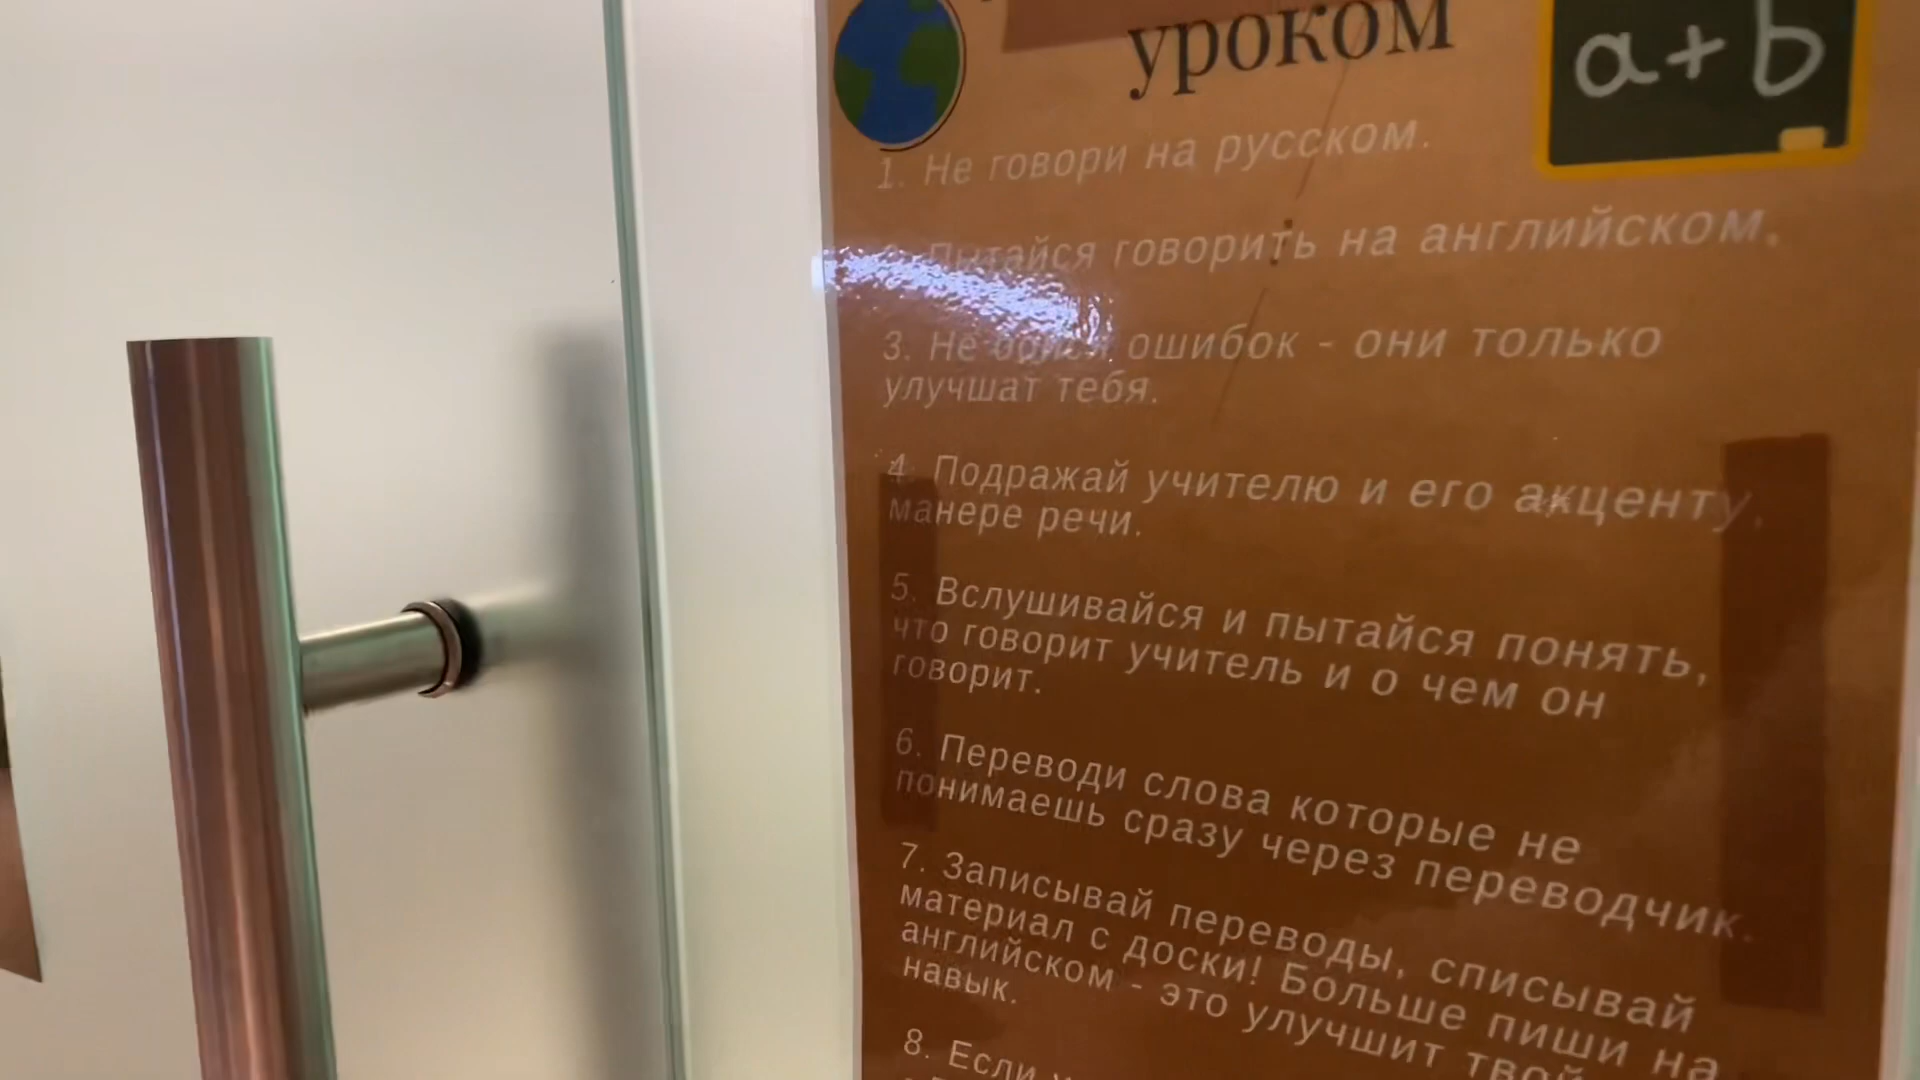 уроком
a+b
1. Не говори на русском.
Пытайся говорить на английском.
3. Не бойся ошибок - они только
улучшат тебя.
4. Подражай учителю и его акценту,
манере речи.
5. Вслушивайся и пытайся понять,
что говорит учитель и о чем он
говорит.
6. Переводи слова которые не
понимаешь сразу через переводчик.
7. Записывай переводы, списывай
материал с доски! Больше пиши на
английском - это улучшит твой
навык.
8. Если